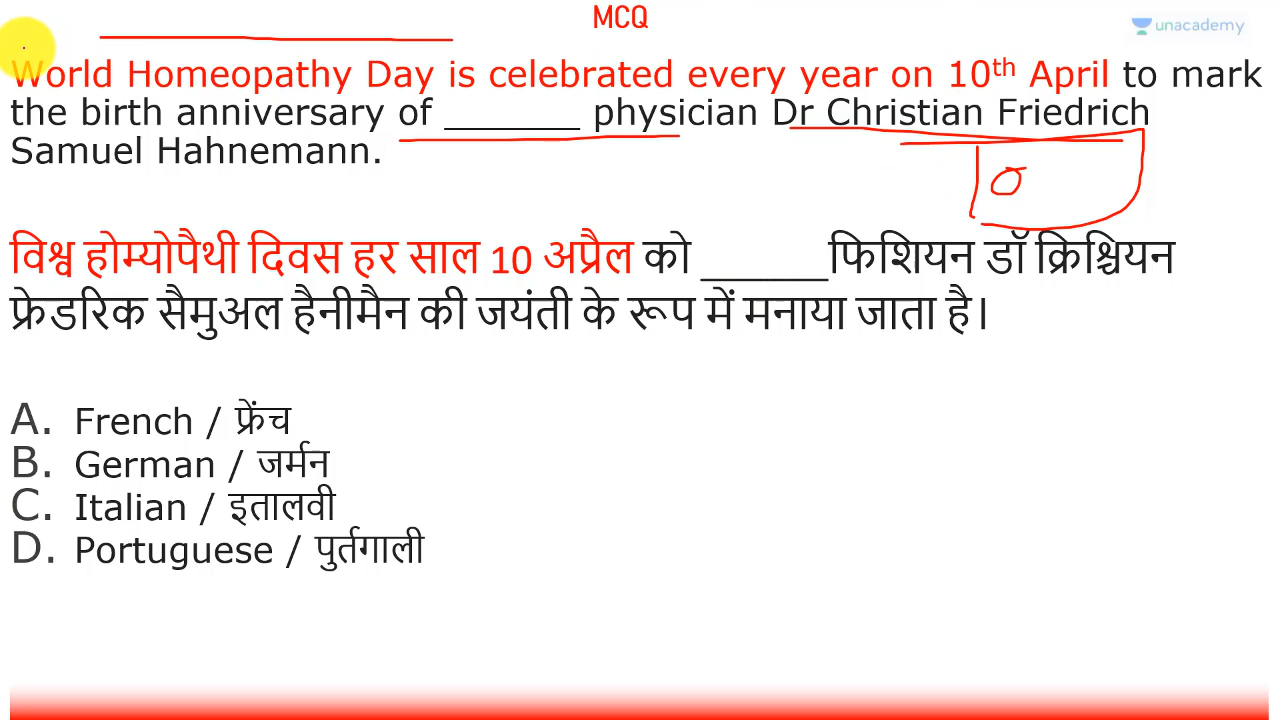 MCQ
unacademy
World Homeopathy Day is celebrated every year on 10th April to mark
the birth anniversary of _______ physician Dr Christian Friedrich
Samuel Hahnemann.
विश्व होम्योपैथी दिवस हर साल 10 अप्रैल को ______फिशियन डॉ क्रिश्चियन
फ्रेडरिक सैमुअल हैनीमैन की जयंती के रूप में मनाया जाता है।
A. French / फ्रेंच
B. German / जर्मन
C. Italian / इतालवी
D. Portuguese / पुर्तगाली